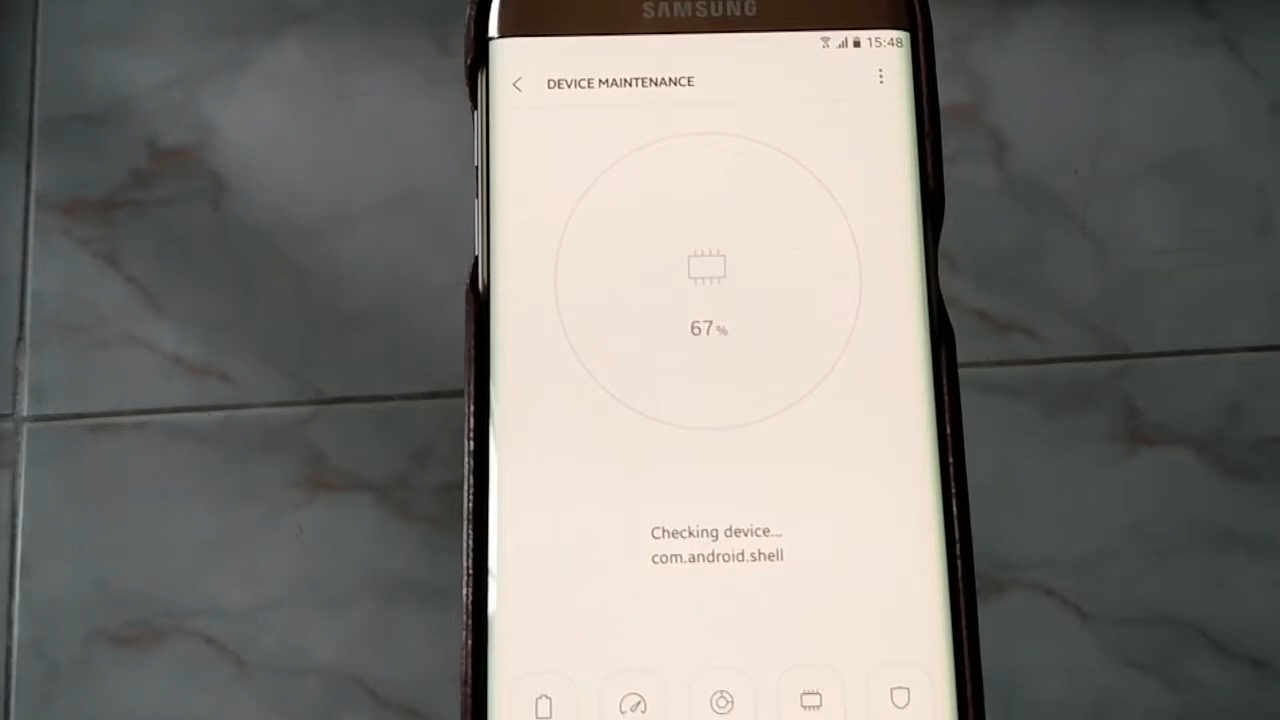 SAMSUNG
15:48
DEVICE MAINTENANCE
67%
Checking device...
com.android.shell